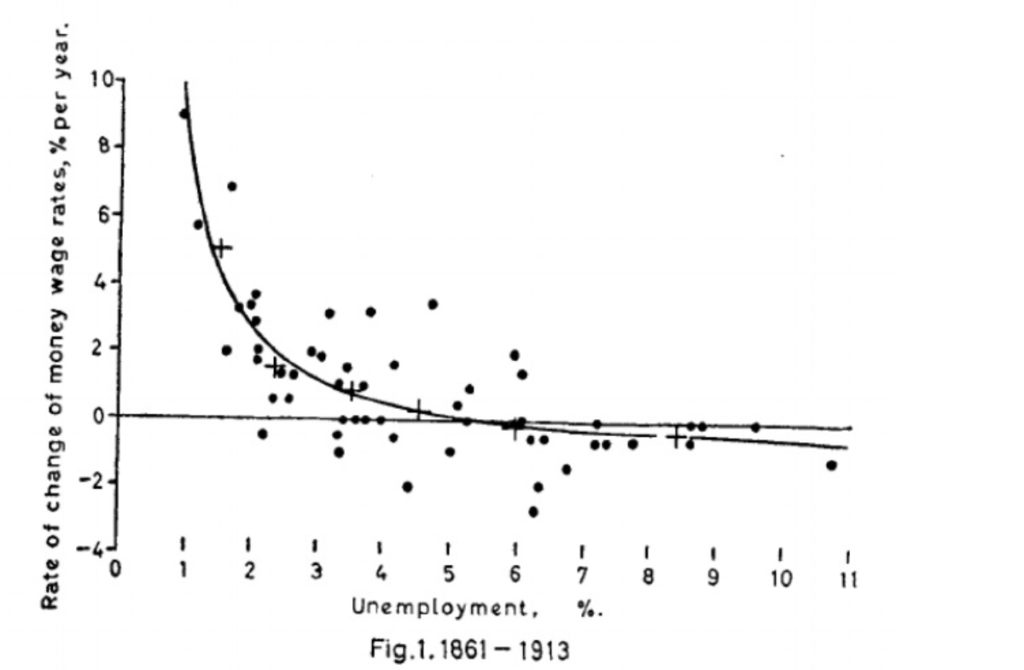 Rate of change of money wage rates, % per year.
10
8
6
4
2
0
-2
-4
0 1 2 3 4 5 6 7 8 9 10 11
Unemployment, %.
Fig.1. 1861 – 1913